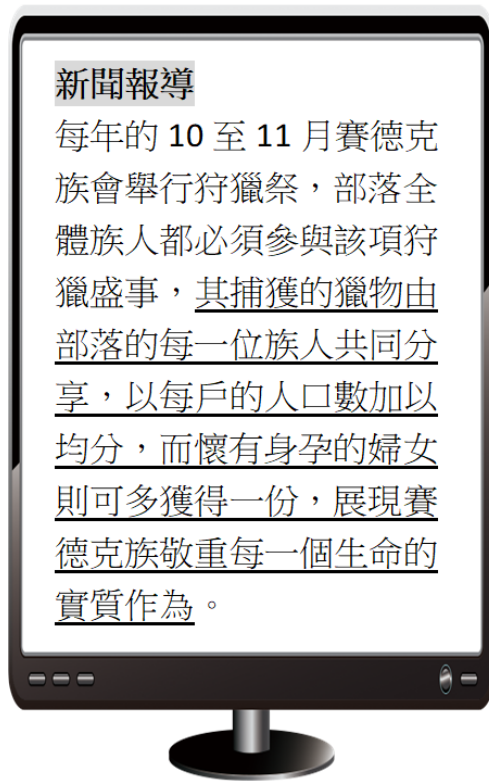 新聞報導
每年的 10 至 11 月賽德克
族會舉行狩獵祭，部落全
體族人都必須參與該項狩
獵盛事，其捕獲的獵物由
部落的每一位族人共同分
享，以每戶的人口數加以
均分，而懷有身孕的婦女
則可多獲得一份，展現賽
德克族敬重每一個生命的
實質作為。